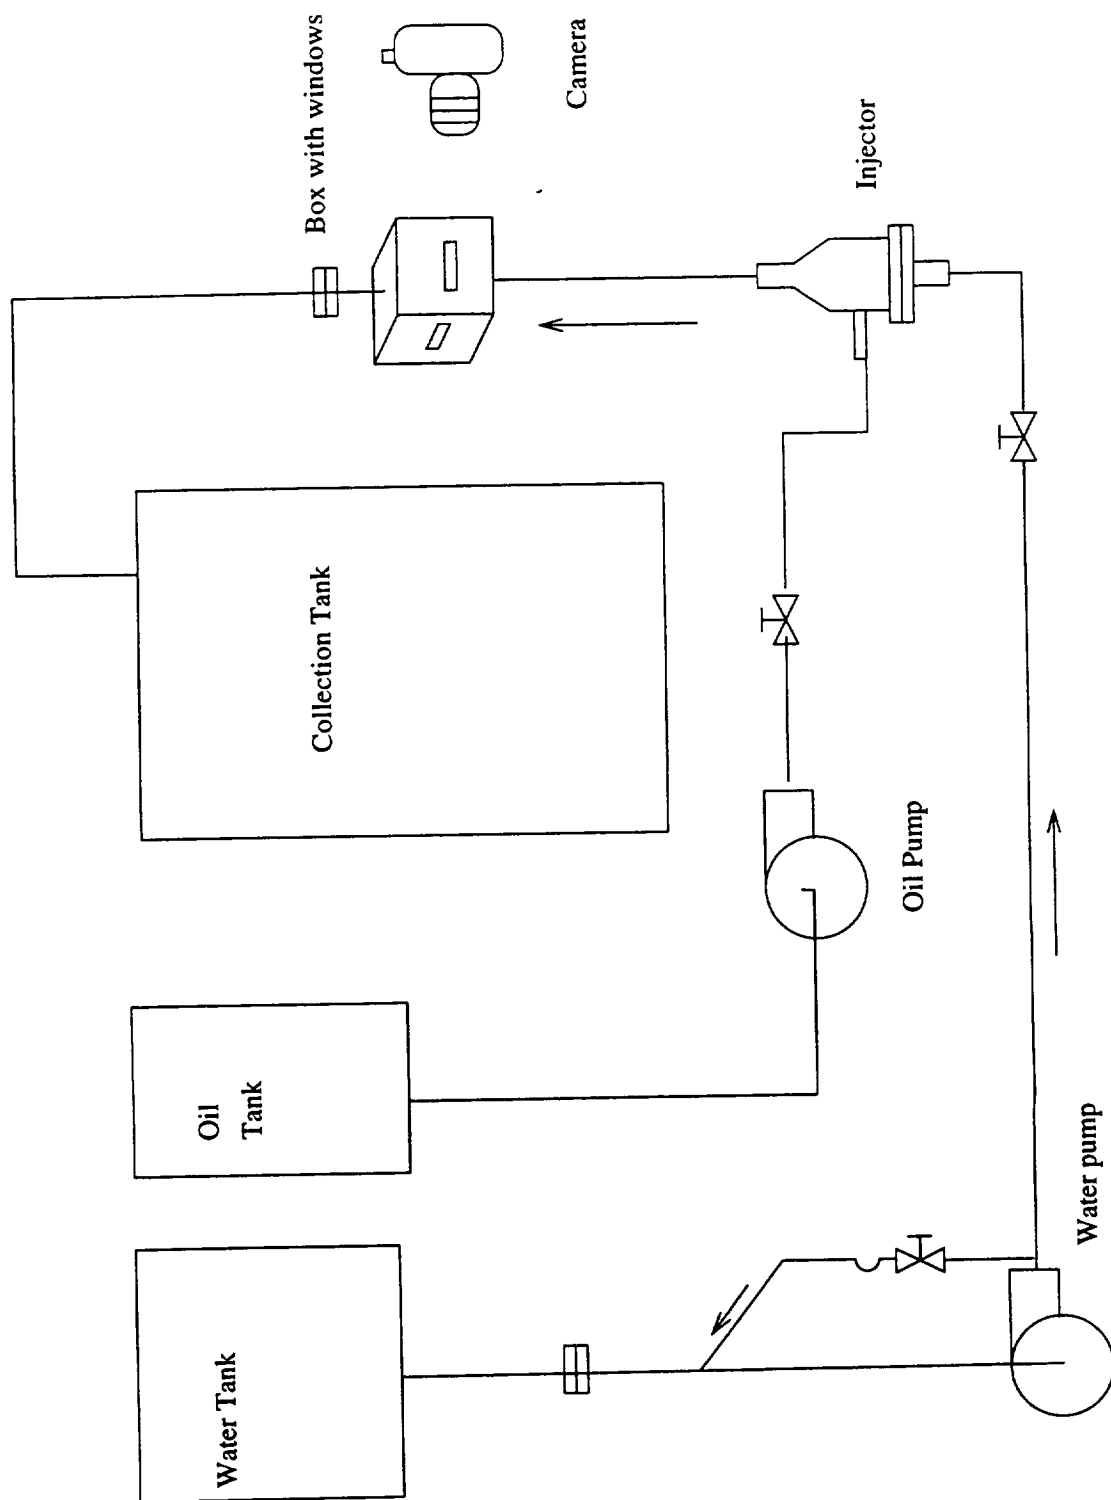 Box with windows
Camera
Injector
Collection Tank
Oil Pump
Oil
Tank
Water Tank
Water pump